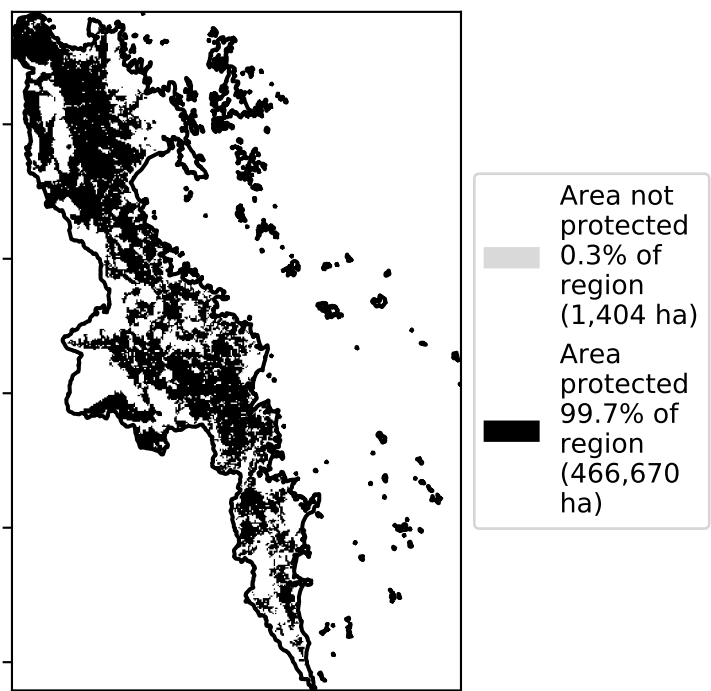 Area not
protected
0.3% of
region
(1,404 ha)
Area
protected
99.7% of
region
(466,670
ha)